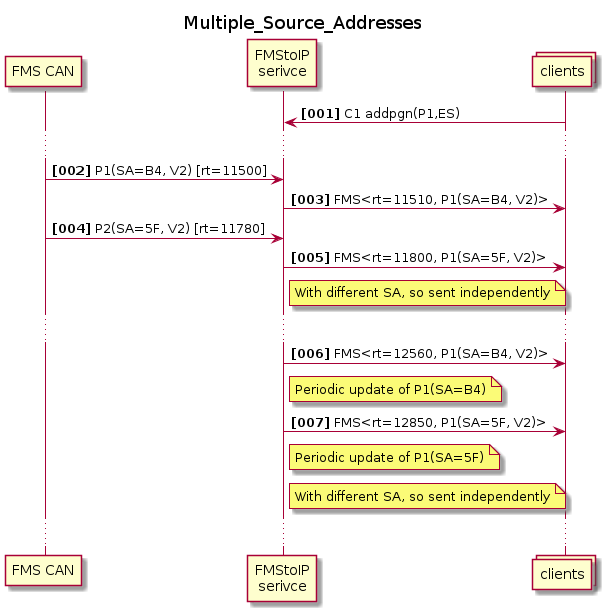 Multiple_Source_Addresses
FMS CAN
FMStoIP
serivce
clients
[001] C1 addpgn(P1,ES)
[002] P1(SA=B4, V2) [rt=11500]
[003] FMS<rt=11510, P1(SA=B4, V2)>
[004] P2(SA=5F, V2) [rt=11780]
[005] FMS<rt=11800, P1(SA=5F, V2)>
With different SA, so sent independently
[006] FMS<rt=12560, P1(SA=B4, V2)>
Periodic update of P1(SA=B4)
[007] FMS<rt=12850, P1(SA=5F, V2)>
Periodic update of P1(SA=5F)
With different SA, so sent independently
FMS CAN
FMStoIP
serivce
clients